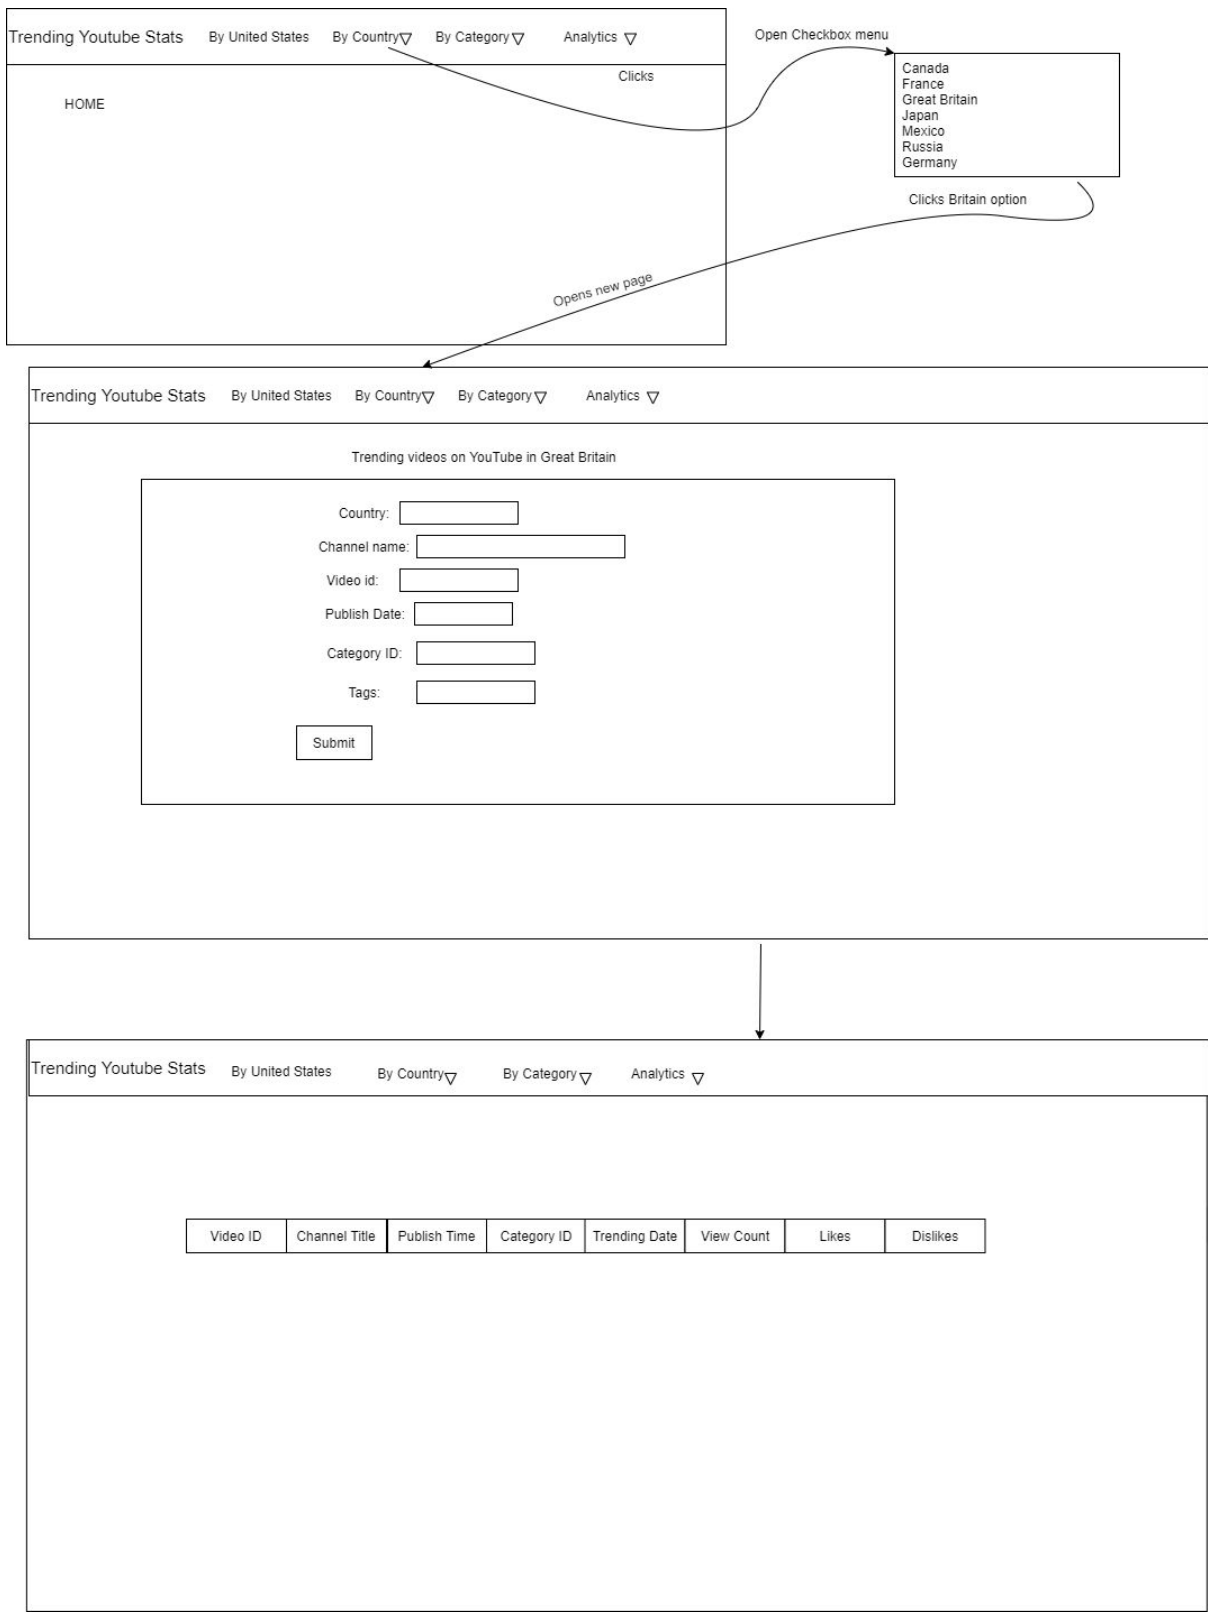 Trending Youtube Stats By United States By Country By Category Analytics
Open Checkbox menu
Clicks
HOME
Canada
France
Great Britain
Japan
Mexico
Russia
Germany
Clicks Britain option
Opens new page
Trending Youtube Stats By United States By Country By Category Analytics
Trending videos on YouTube in Great Britain
Country:
Channel name:
Video id:
Publish Date:
Category ID:
Tags:
Submit
Trending Youtube Stats By United States By Country By Category Analytics
Video ID Channel Title Publish Time Category ID Trending Date View Count Likes Dislikes